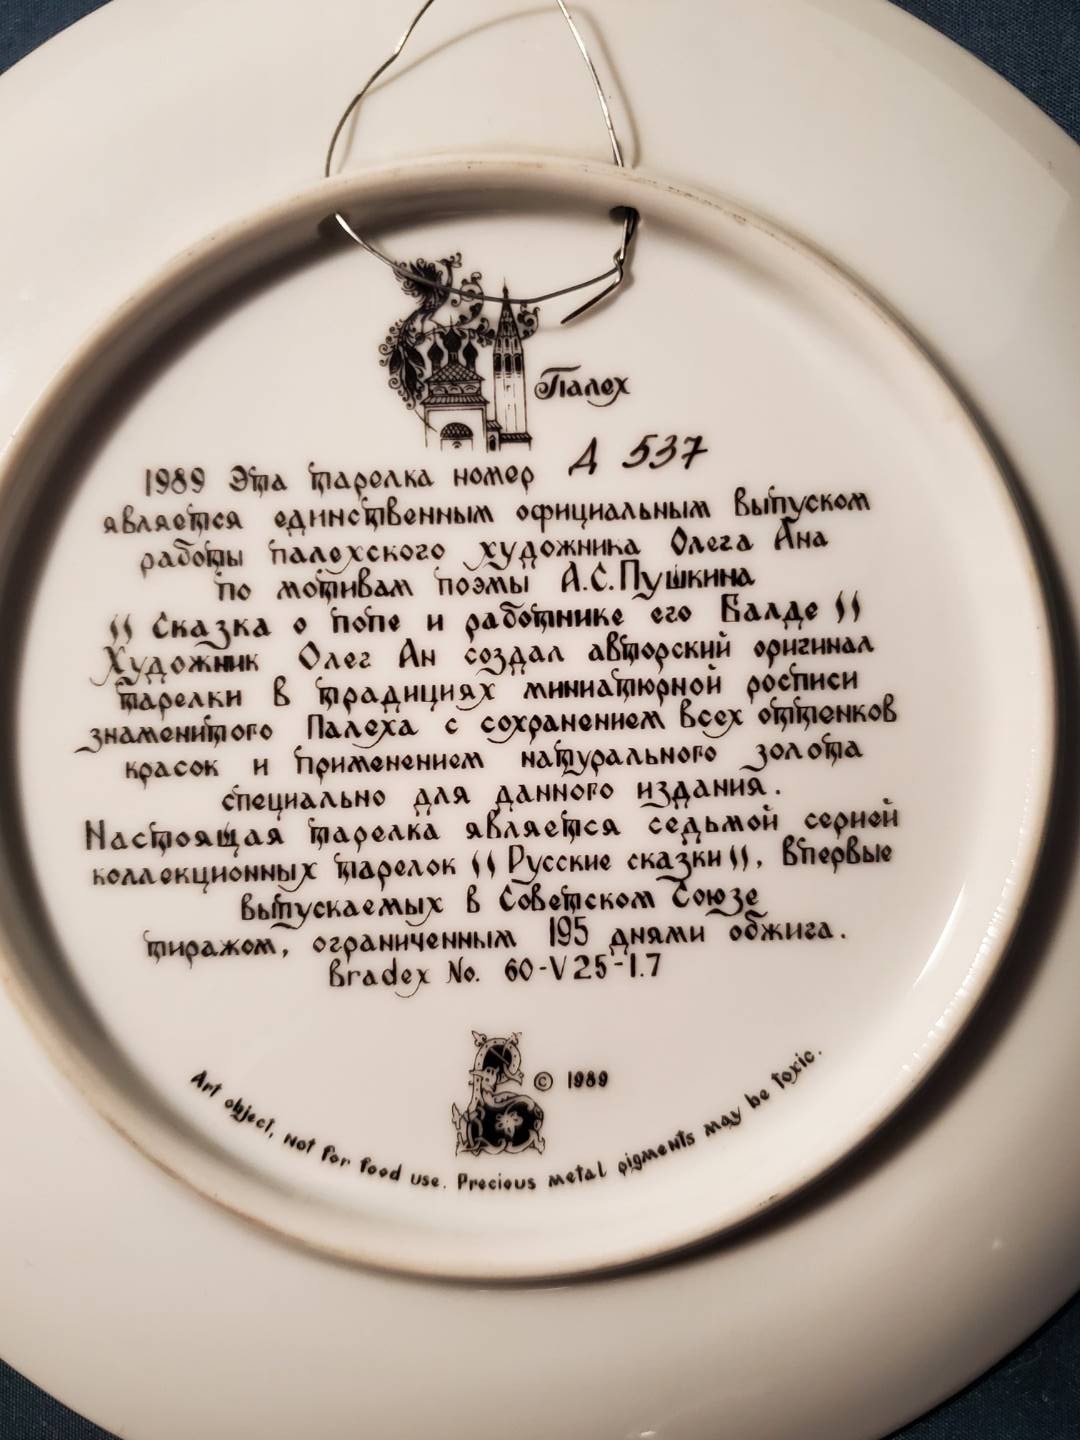 Палех
1989 Эта тарелка номер Д 537
является единственным официальным выпуском
работы палехского художника Олега Ана
по мотивам поэмы А.С.Пушкина
"Сказка о попе и работнике его Балде"
Художник Олег Ан создал авторский оригинал
тарелки в традициях миниатюрной росписи
знаменитого Палеха с сохранением всех оттенков
красок и применением натурального золота
специально для данного издания.
Настоящая тарелка является седьмой серией
коллекционных тарелок "Русские сказки", впервые
выпускаемых в Советском Союзе
тиражом, ограниченным 195 днями обжига.
Bradex No. 60-V25-1.7
© 1989
Art object, not for food use. Precious metal pigments may be toxic.